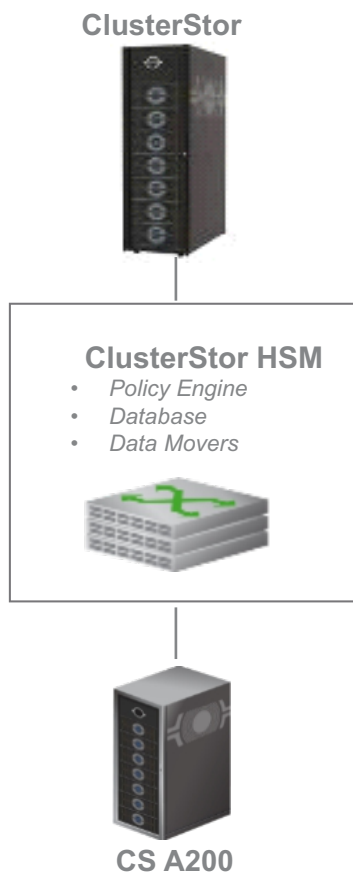 ClusterStor
ClusterStor HSM
• Policy Engine
• Database
• Data Movers
CS A200